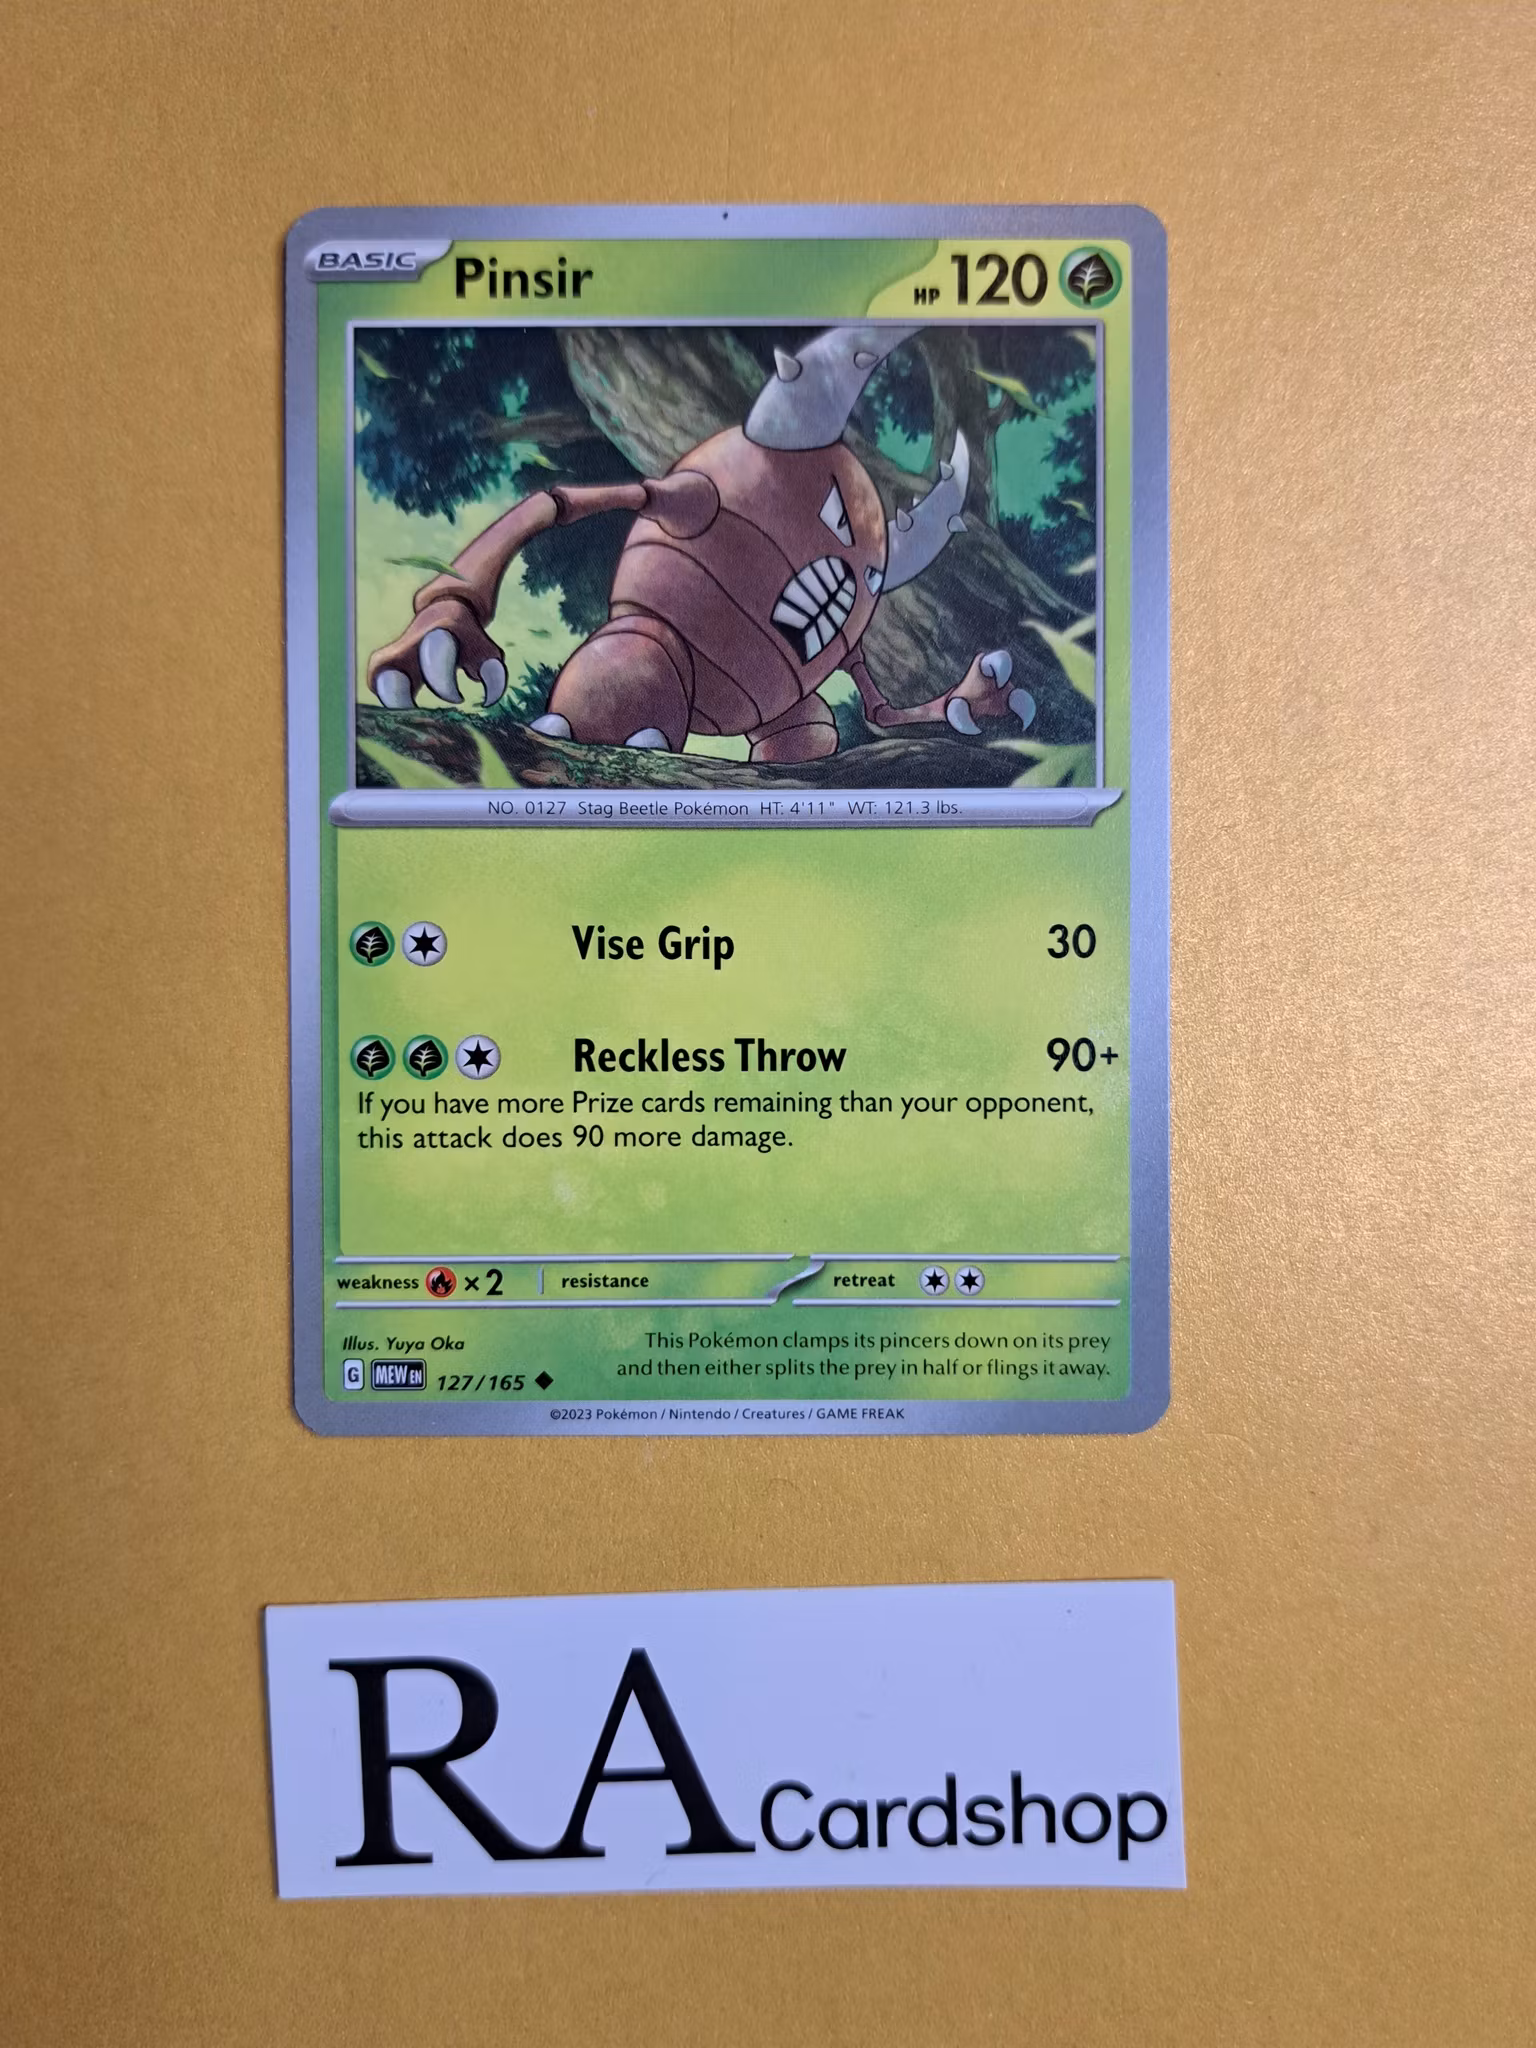 BASIC Pinsir HP 120
NO. 0127 Stag Beetle Pokémon HT: 4'11" WT: 121.3 lbs.
Vise Grip 30
Reckless Throw 90+
If you have more Prize cards remaining than your opponent,
this attack does 90 more damage.
weakness ×2 resistance retreat
Illus. Yuya Oka
This Pokémon clamps its pincers down on its prey
and then either splits the prey in half or flings it away.
G MEW EN 127/165
©2023 Pokémon / Nintendo / Creatures / GAME FREAK
RA Cardshop